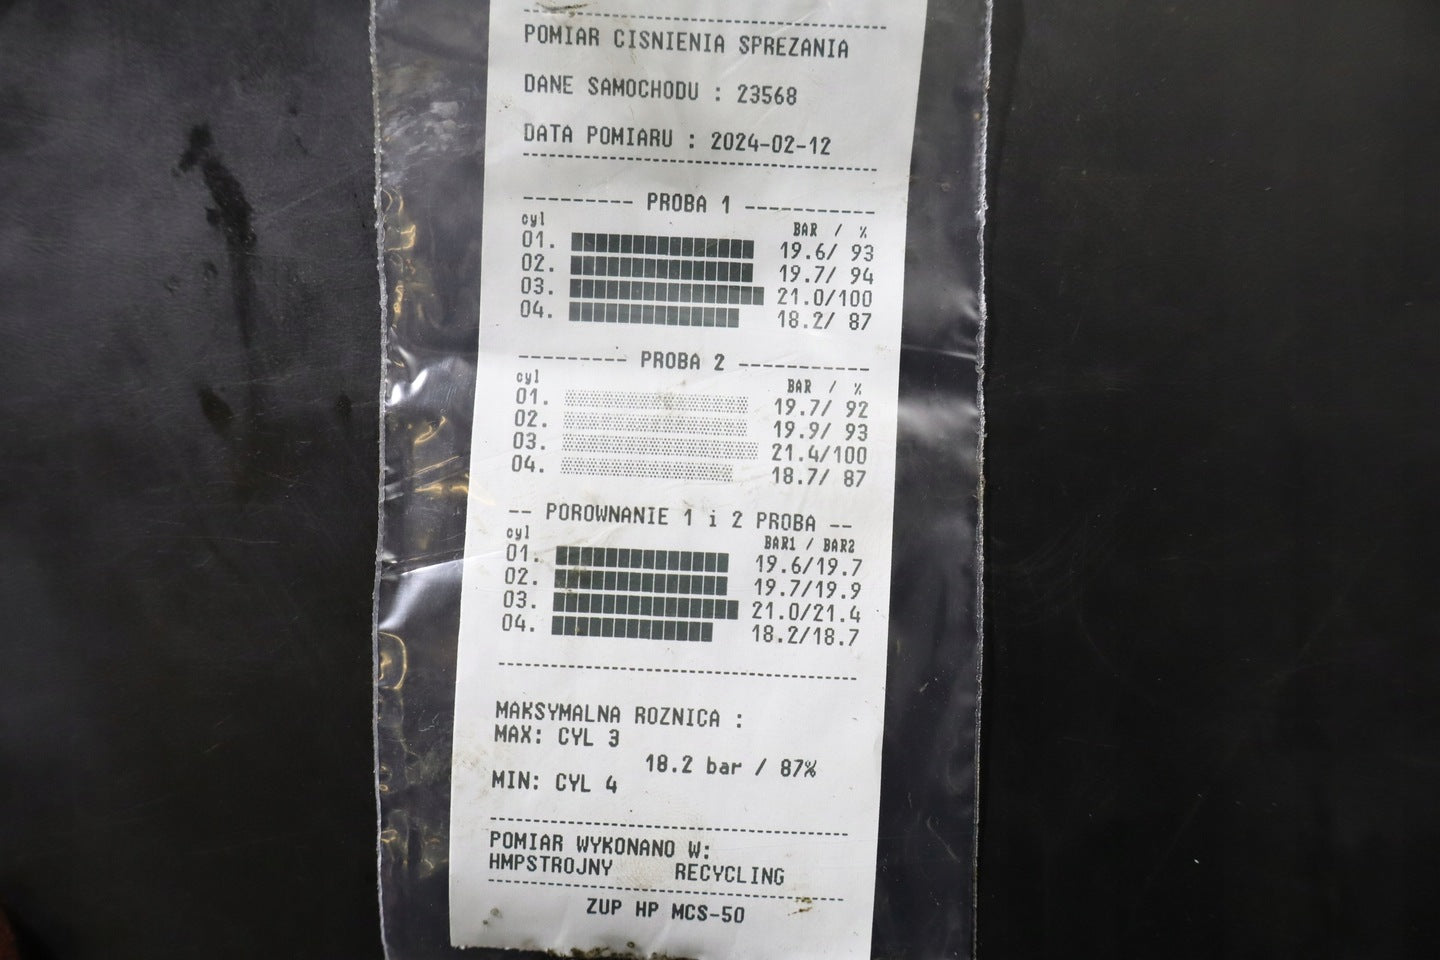 POMIAR CISNIENIA SPREZANIA
DANE SAMOCHODU : 23568
DATA POMIARU : 2024-02-12
--------- PROBA 1 -----------
cyl BAR / %
01. 19.6/ 93
02. 19.7/ 94
03. 21.0/100
04. 18.2/ 87
--------- PROBA 2 -----------
cyl BAR / %
01. 19.7/ 92
02. 19.9/ 93
03. 21.4/100
04. 18.7/ 87
-- POROWNANIE 1 i 2 PROBA --
cyl BAR1 / BAR2
01. 19.6/19.7
02. 19.7/19.9
03. 21.0/21.4
04. 18.2/18.7
MAKSYMALNA ROZNICA :
MAX: CYL 3
18.2 bar / 87%
MIN: CYL 4
POMIAR WYKONANO W:
HMPSTROJNY RECYCLING
ZUP HP MCS-50